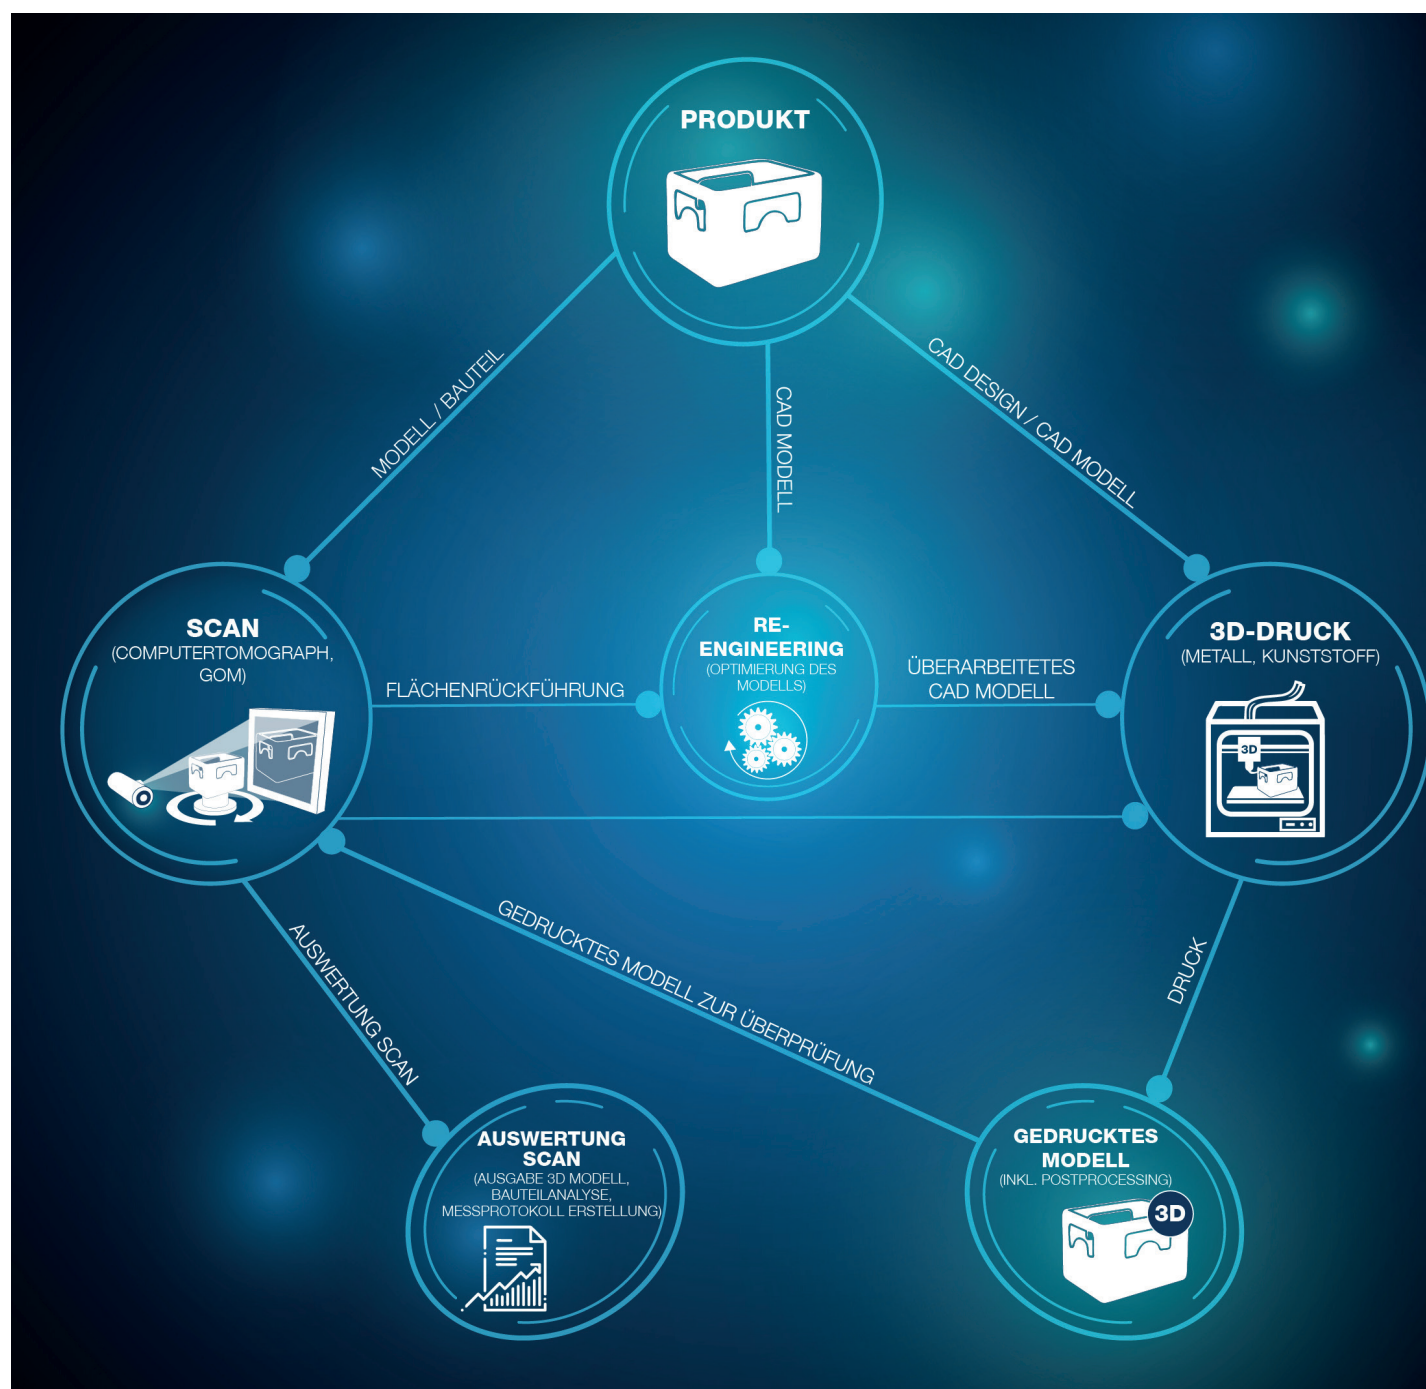 PRODUKT
MODELL / BAUTEIL
CAD MODELL
CAD DESIGN / CAD MODELL
SCAN
(COMPUTERTOMOGRAPH,
GOM)
FLÄCHENRÜCKFÜHRUNG
RE-
ENGINEERING
(OPTIMIERUNG DES
MODELLS)
ÜBERARBEITETES
CAD MODELL
3D-DRUCK
(METALL, KUNSTSTOFF)
3D
AUSWERTUNG SCAN
GEDRUCKTES MODELL ZUR ÜBERPRÜFUNG
DRUCK
AUSWERTUNG
SCAN
(AUSGABE 3D MODELL,
BAUTEILANALYSE,
MESSPROTOKOLL ERSTELLUNG)
GEDRUCKTES
MODELL
(INKL. POSTPROCESSING)
3D